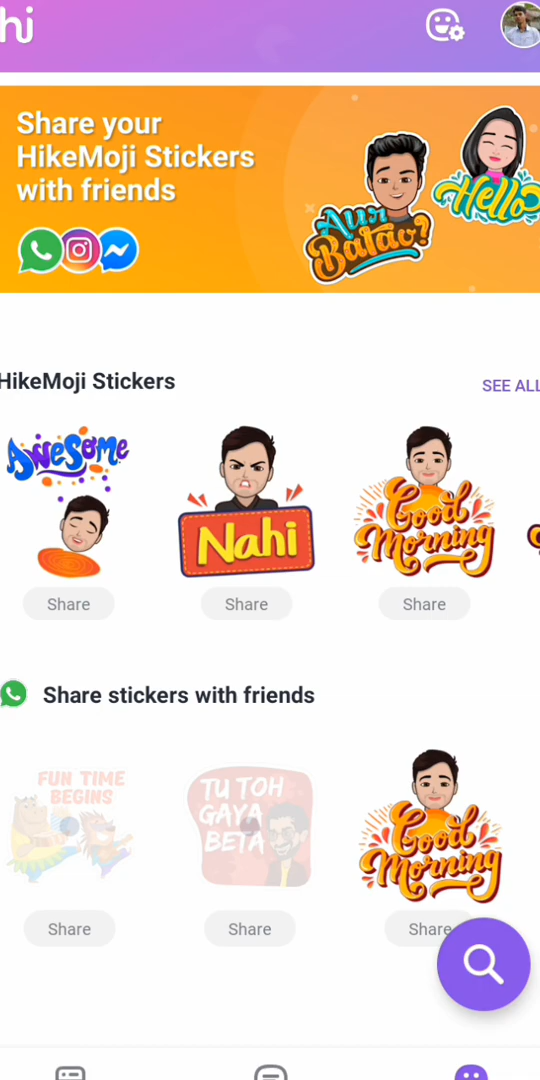 hi
Share your
HikeMoji Stickers
with friends
Aur
Batao?
Hello
HikeMoji Stickers
SEE ALL
Awesome
Nahi
Good
Morning
Share
Share
Share
Share stickers with friends
FUN TIME
BEGINS
TU TOH
GAYA
BETA
Good
Morning
Share
Share
Share